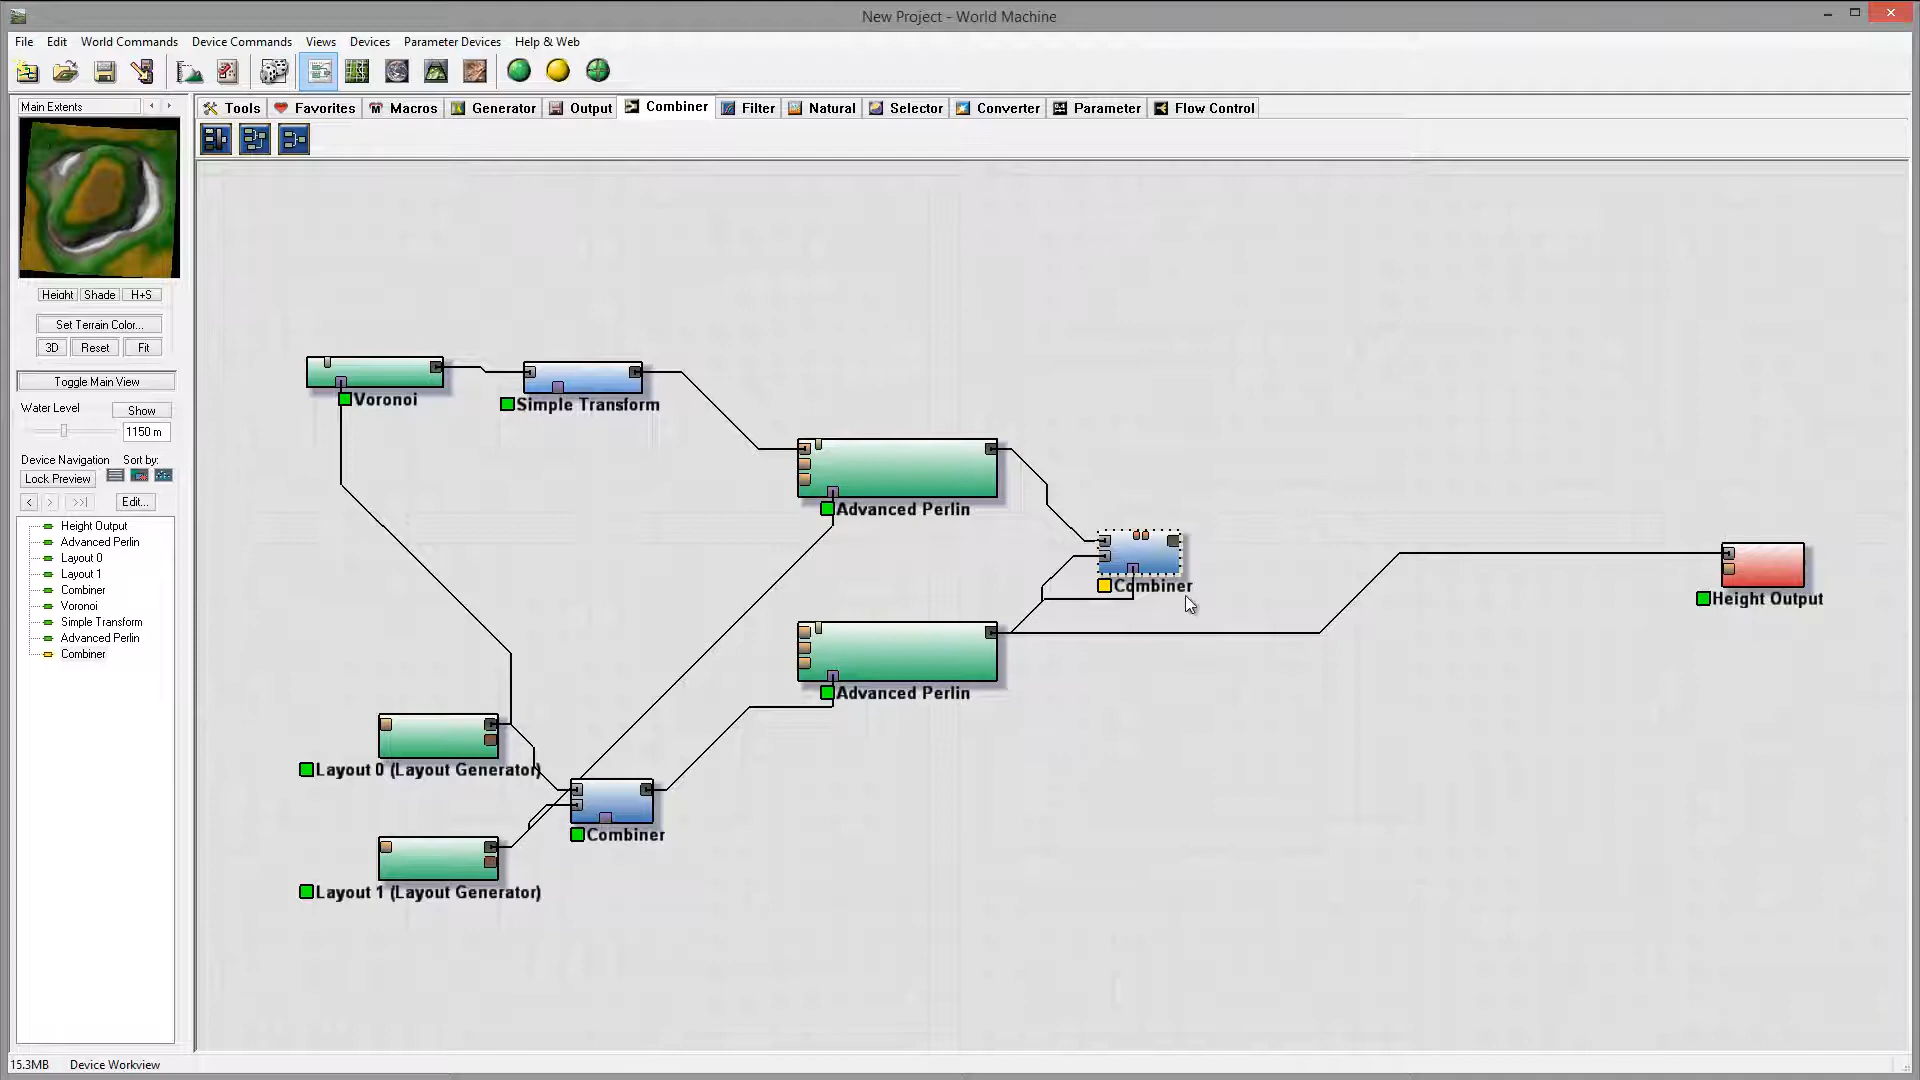 New Project - World Machine
File Edit World Commands Device Commands Views Devices Parameter Devices Help & Web
Main Extents
Tools Favorites Macros Generator Output Combiner Filter Natural Selector Converter Parameter Flow Control
Height Shade H+S
Set Terrain Color...
3D Reset Fit
Toggle Main View
Water Level Show
1150 m
Device Navigation Sort by:
Lock Preview
< > >>| Edit...
Height Output
Advanced Perlin
Layout 0
Layout 1
Combiner
Voronoi
Simple Transform
Advanced Perlin
Combiner
Voronoi
Simple Transform
Advanced Perlin
Combiner
Height Output
Advanced Perlin
Layout 0 (Layout Generator)
Combiner
Layout 1 (Layout Generator)
15.3MB Device Workview